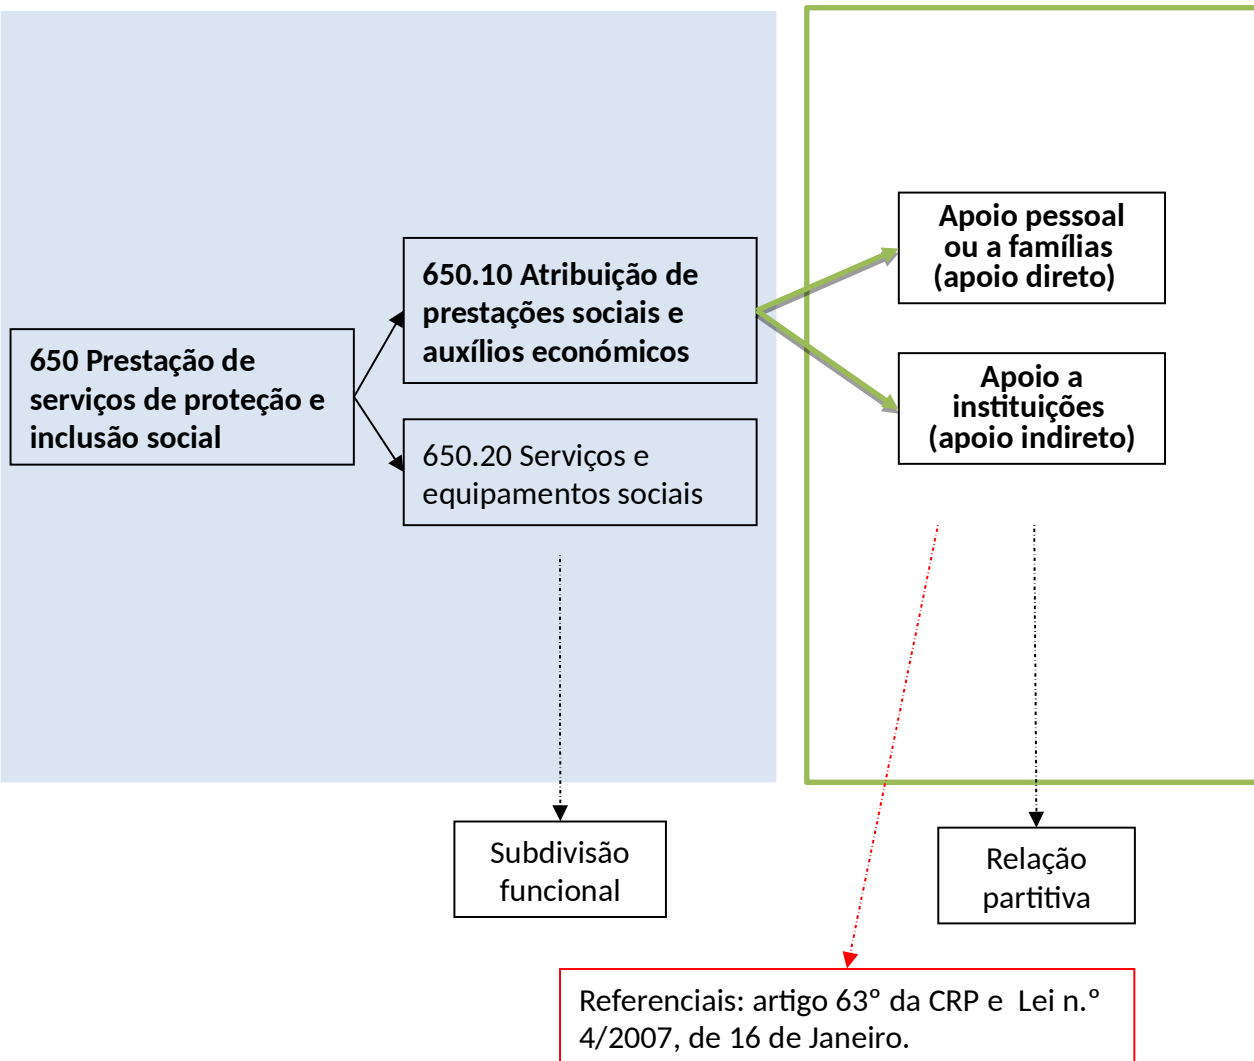 650 Prestação de
serviços de proteção e
inclusão social
650.10 Atribuição de
prestações sociais e
auxílios económicos
650.20 Serviços e
equipamentos sociais
Apoio pessoal
ou a famílias
(apoio direto)
Apoio a
instituições
(apoio indireto)
Subdivisão
funcional
Relação
partitiva
Referenciais: artigo 63º da CRP e  Lei n.º
4/2007, de 16 de Janeiro.